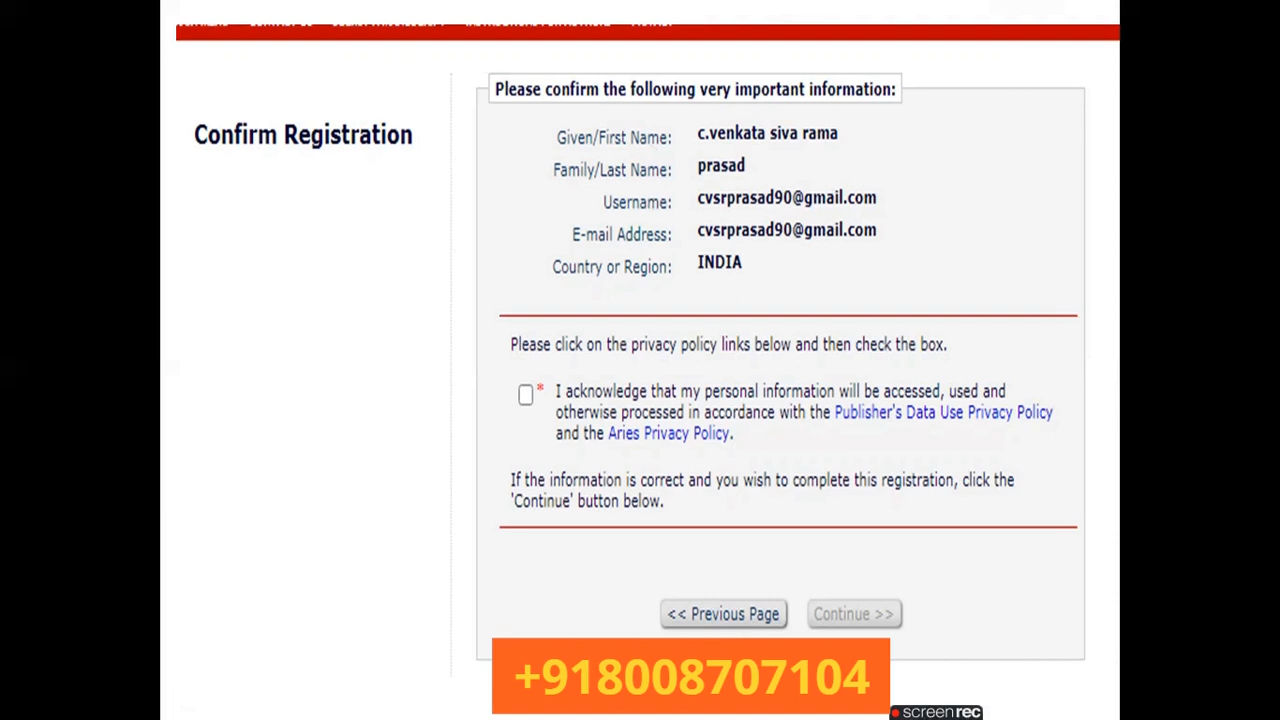 Please confirm the following very important information:
Confirm Registration
Given/First Name: c.venkata siva rama
Family/Last Name: prasad
Username: cvsrprasad90@gmail.com
E-mail Address: cvsrprasad90@gmail.com
Country or Region: INDIA
Please click on the privacy policy links below and then check the box.
* I acknowledge that my personal information will be accessed, used and
otherwise processed in accordance with the Publisher's Data Use Privacy Policy
and the Aries Privacy Policy.
If the information is correct and you wish to complete this registration, click the
'Continue' button below.
<< Previous Page Continue >>
+918008707104
screenrec